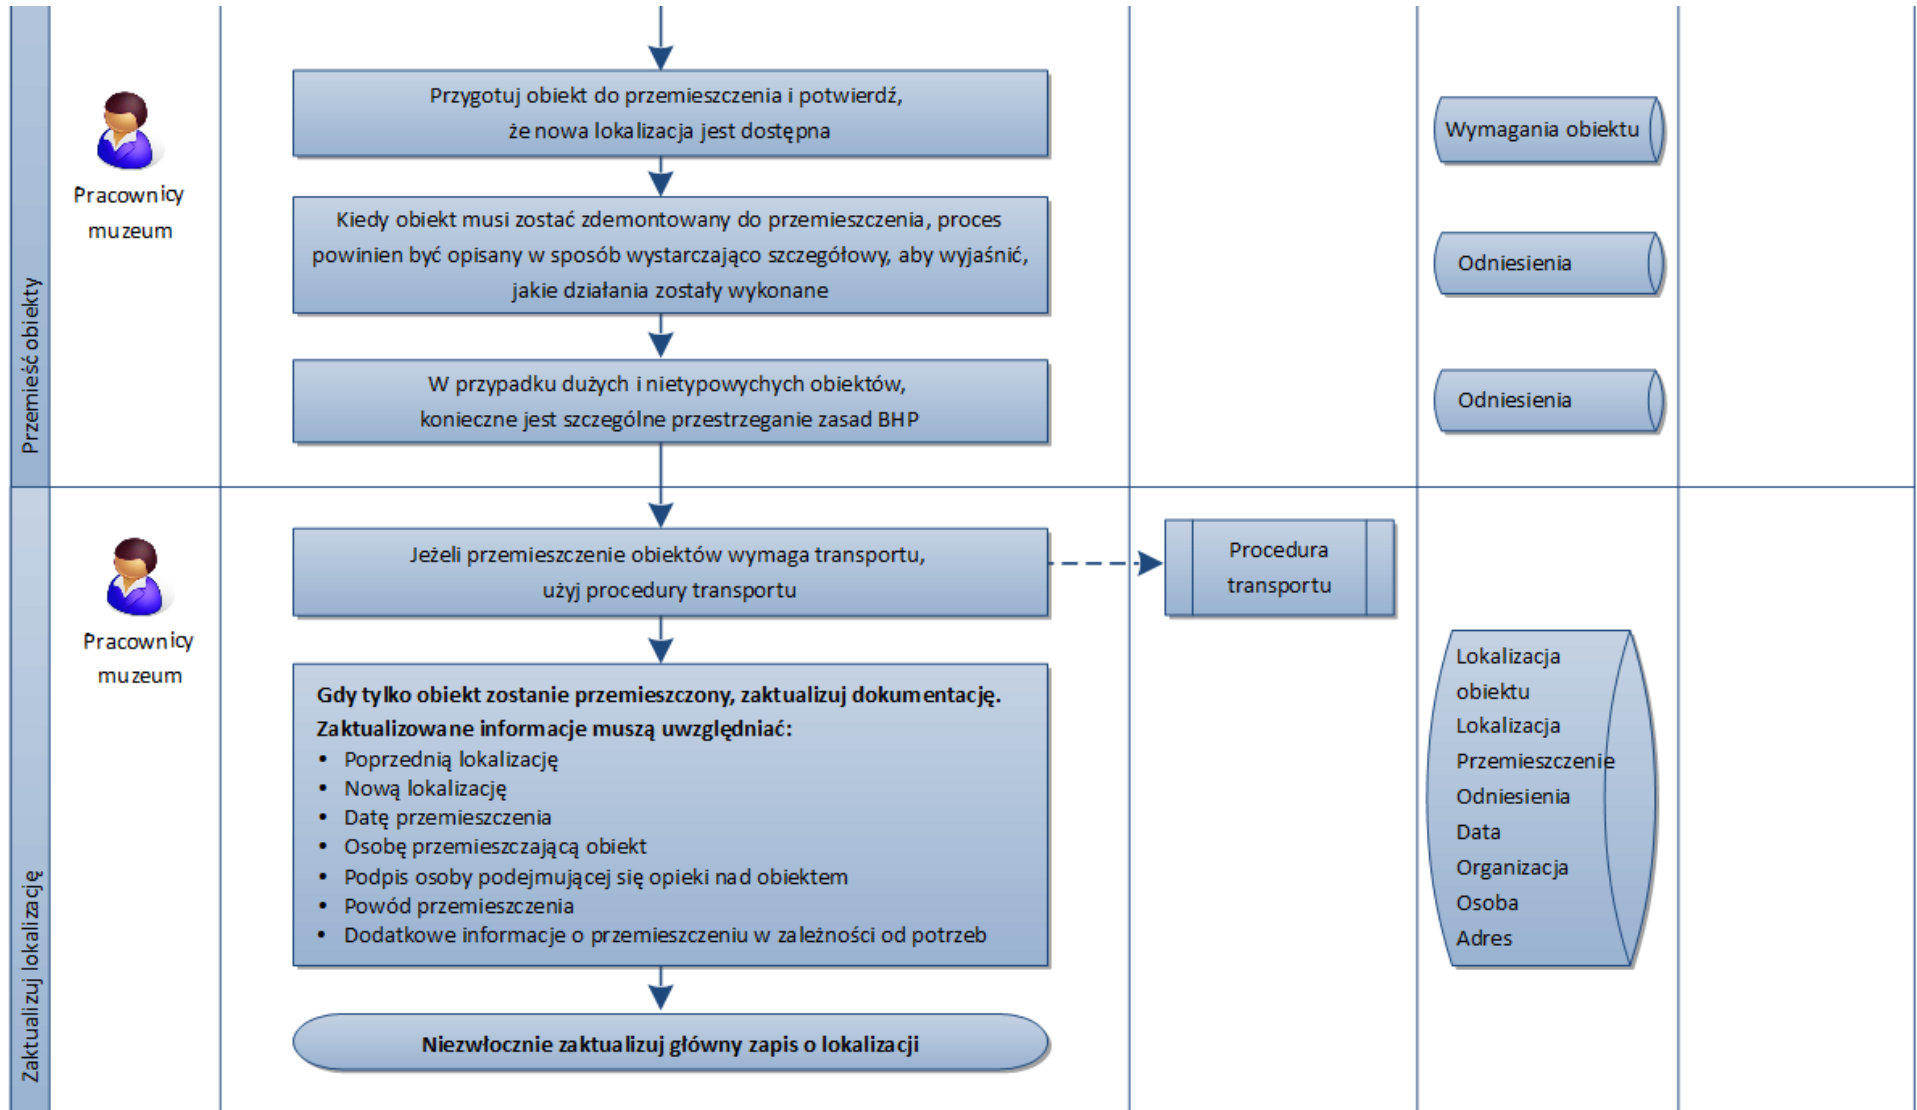 Przemieść obiekty
Pracownicy
muzeum
Przygotuj obiekt do przemieszczenia i potwierdź,
że nowa lokalizacja jest dostępna
Wymagania obiektu
Kiedy obiekt musi zostać zdemontowany do przemieszczenia, proces
powinien być opisany w sposób wystarczająco szczegółowy, aby wyjaśnić,
jakie działania zostały wykonane
Odniesienia
W przypadku dużych i nietypowychych obiektów,
konieczne jest szczególne przestrzeganie zasad BHP
Odniesienia
Zaktualizuj lokalizację
Pracownicy
muzeum
Jeżeli przemieszczenie obiektów wymaga transportu,
użyj procedury transportu
Procedura
transportu
Gdy tylko obiekt zostanie przemieszczony, zaktualizuj dokumentację.
Zaktualizowane informacje muszą uwzględniać:
• Poprzednią lokalizację
• Nową lokalizację
• Datę przemieszczenia
• Osobę przemieszczającą obiekt
• Podpis osoby podejmującej się opieki nad obiektem
• Powód przemieszczenia
• Dodatkowe informacje o przemieszczeniu w zależności od potrzeb
Lokalizacja
obiektu
Lokalizacja
Przemieszczenie
Odniesienia
Data
Organizacja
Osoba
Adres
Niezwłocznie zaktualizuj główny zapis o lokalizacji